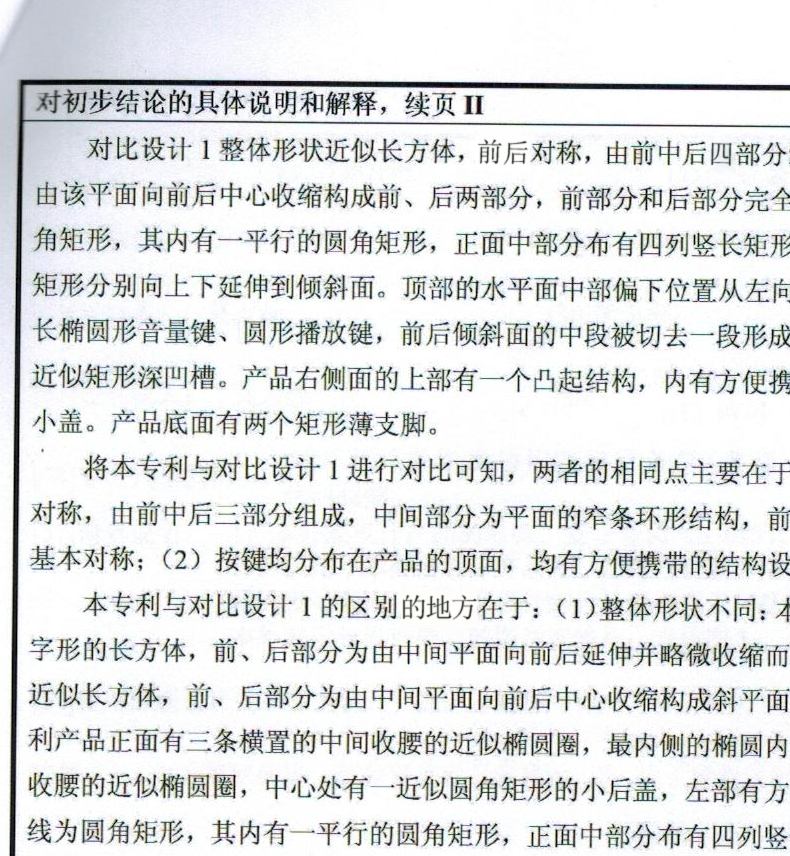 对初步结论的具体说明和解释，续页 II
对比设计 1 整体形状近似长方体，前后对称，由前中后四部分
由该平面向前后中心收缩构成前、后两部分，前部分和后部分完全
角矩形，其内有一平行的圆角矩形，正面中部分布有四列竖长矩形
矩形分别向上下延伸到倾斜面。顶部的水平面中部偏下位置从左向
长椭圆形音量键、圆形播放键，前后倾斜面的中段被切去一段形成
近似矩形深凹槽。产品右侧面的上部有一个凸起结构，内有方便携
小盖。产品底面有两个矩形薄支脚。
将本专利与对比设计 1 进行对比可知，两者的相同点主要在于
对称，由前中后三部分组成，中间部分为平面的窄条环形结构，前
基本对称；（2）按键均分布在产品的顶面，均有方便携带的结构设
本专利与对比设计 1 的区别的地方在于：（1）整体形状不同：本
字形的长方体，前、后部分为由中间平面向前后延伸并略微收缩而
近似长方体，前、后部分为由中间平面向前后中心收缩构成斜平面
利产品正面有三条横置的中间收腰的近似椭圆圈，最内侧的椭圆内
收腰的近似椭圆圈，中心处有一近似圆角矩形的小后盖，左部有方
线为圆角矩形，其内有一平行的圆角矩形，正面中部分布有四列竖